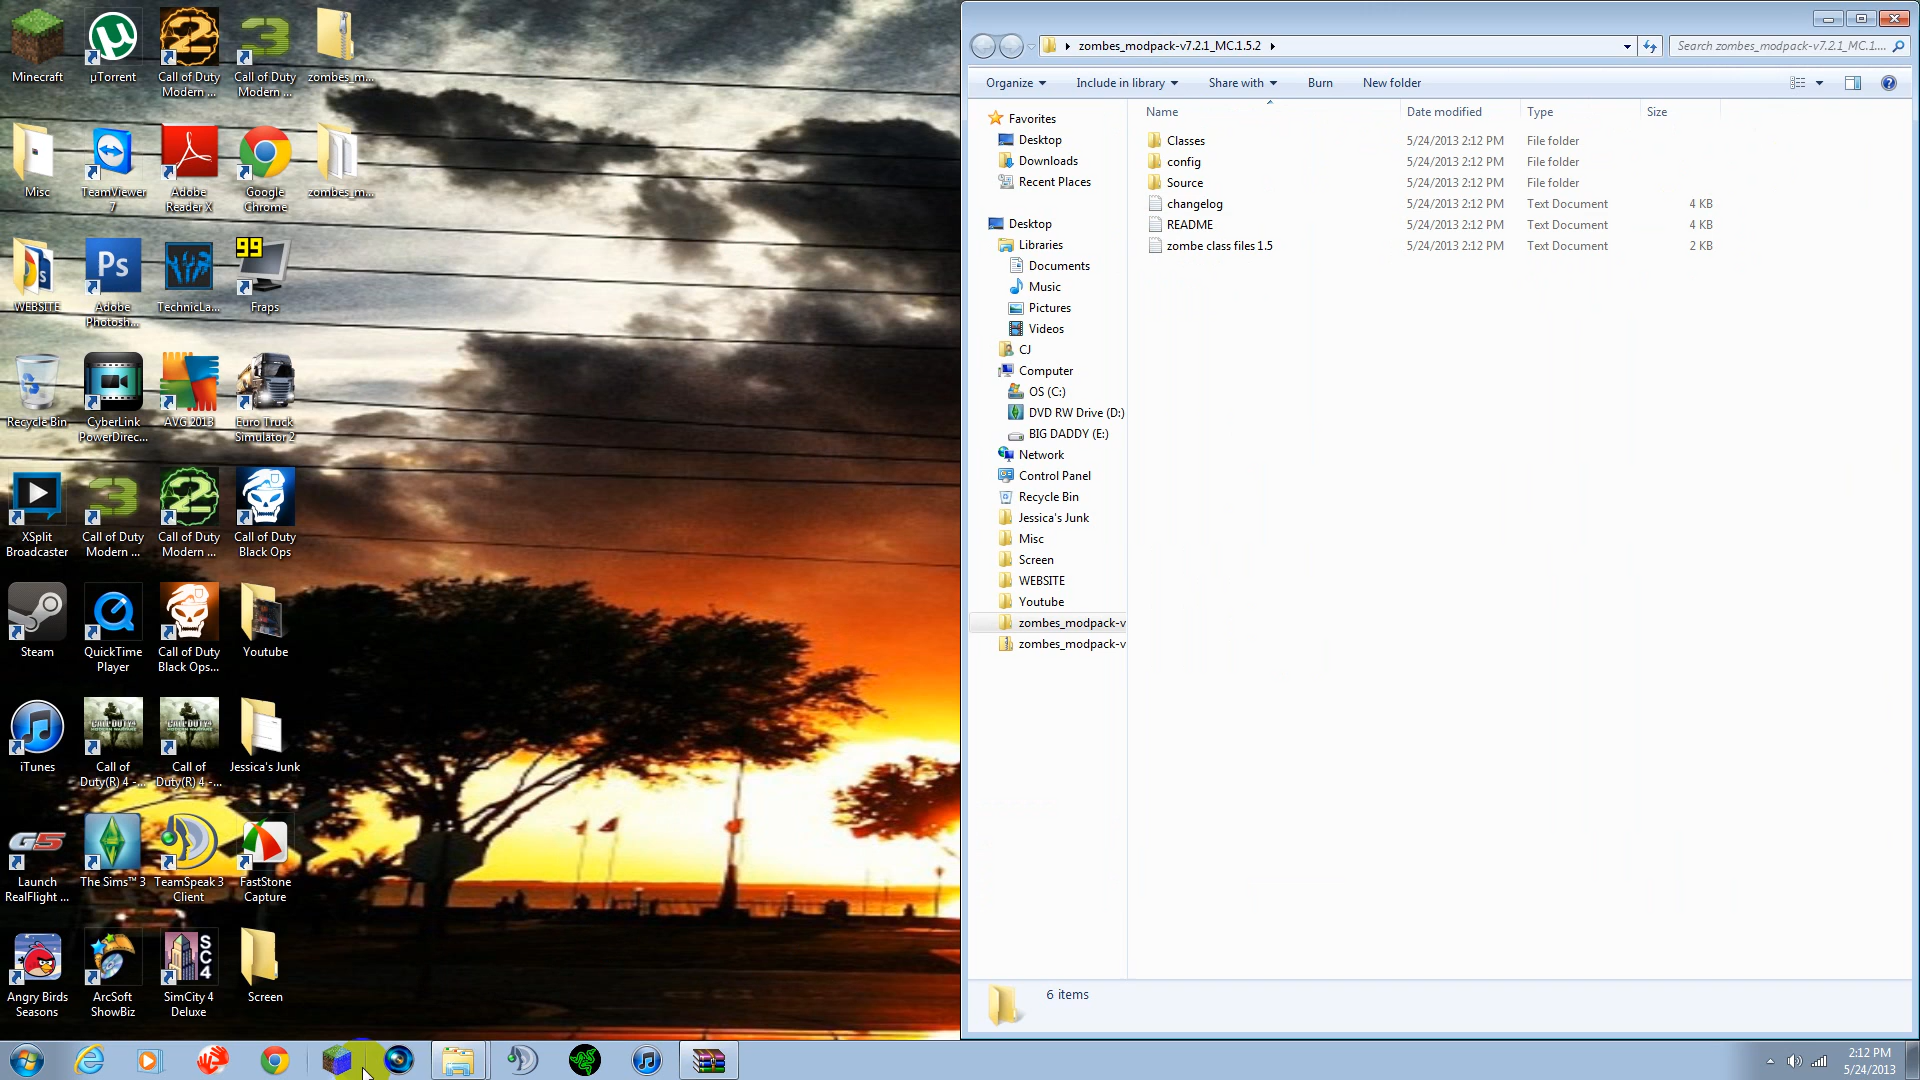 Minecraft
µTorrent
Call of Duty
Modern ...
Call of Duty
Modern ...
zombes_m...
Misc
TeamViewer
7
Adobe
Reader X
Google
Chrome
zombes_m...
WEBSITE
Ps
Adobe
Photosh...
TechnicLa...
99
Fraps
Recycle Bin
CyberLink
PowerDirec...
AVG 2013
Euro Truck
Simulator 2
XSplit
Broadcaster
Call of Duty
Modern ...
Call of Duty
Modern ...
Call of Duty
Black Ops
Steam
QuickTime
Player
Call of Duty
Black Ops...
Youtube
iTunes
Call of
Duty(R) 4 -...
Call of
Duty(R) 4 -...
Jessica's Junk
G5
Launch
RealFlight ...
The Sims™ 3
TeamSpeak 3
Client
FastStone
Capture
Angry Birds
Seasons
ArcSoft
ShowBiz
SC4
SimCity 4
Deluxe
Screen
zombes_modpack-v7.2.1_MC.1.5.2
Search zombes_modpack-v7.2.1_MC.1....
Organize Include in library Share with Burn New folder
Name Date modified Type Size
Favorites
Desktop
Downloads
Recent Places
Desktop
Libraries
Documents
Music
Pictures
Videos
CJ
Computer
OS (C:)
DVD RW Drive (D:)
BIG DADDY (E:)
Network
Control Panel
Recycle Bin
Jessica's Junk
Misc
Screen
WEBSITE
Youtube
zombes_modpack-v
zombes_modpack-v
Classes 5/24/2013 2:12 PM File folder
config 5/24/2013 2:12 PM File folder
Source 5/24/2013 2:12 PM File folder
changelog 5/24/2013 2:12 PM Text Document 4 KB
README 5/24/2013 2:12 PM Text Document 4 KB
zombe class files 1.5 5/24/2013 2:12 PM Text Document 2 KB
6 items
2:12 PM
5/24/2013